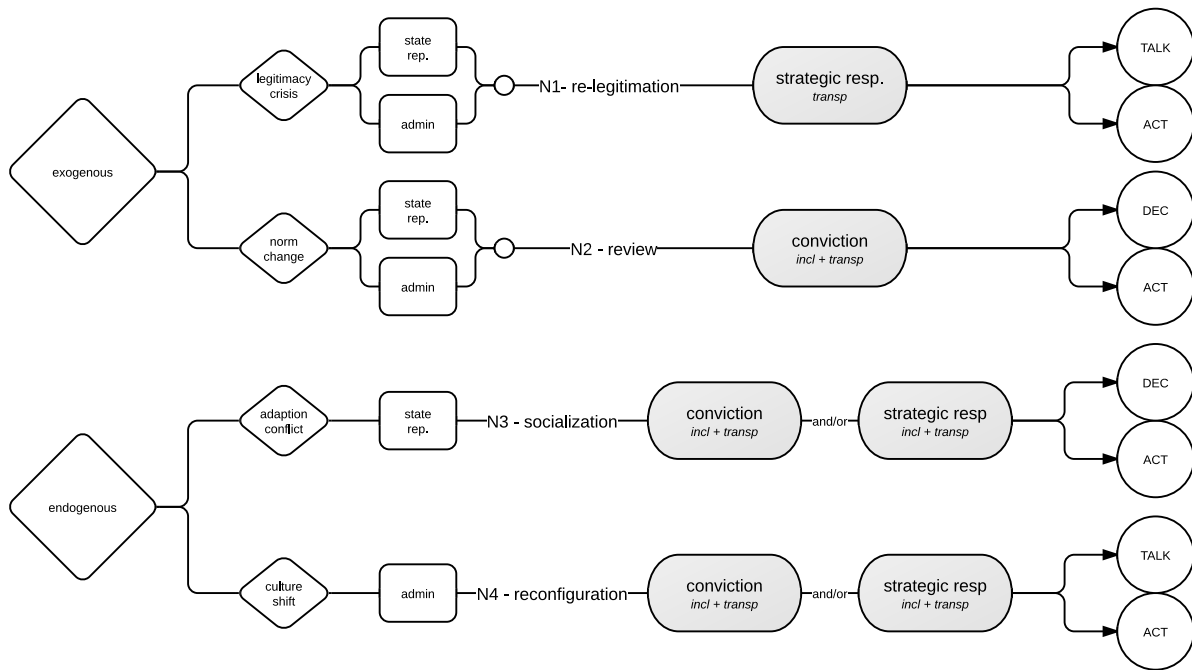 exogenous
legitimacy
crisis
state
rep.
admin
N1- re-legitimation
strategic resp.
transp
TALK
ACT
norm
change
state
rep.
admin
N2 - review
conviction
incl + transp
DEC
ACT
endogenous
adaption
conflict
state
rep.
N3 - socialization
conviction
incl + transp
and/or
strategic resp
incl + transp
DEC
ACT
culture
shift
admin
N4 - reconfiguration
conviction
incl + transp
and/or
strategic resp
incl + transp
TALK
ACT